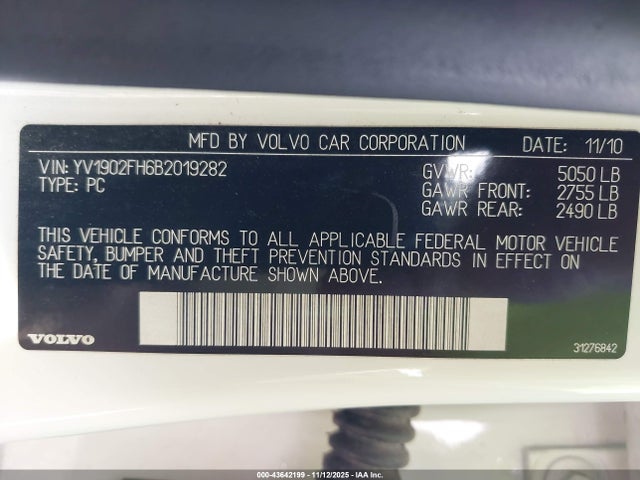 MFD BY VOLVO CAR CORPORATION DATE: 11/10
VIN: YV1902FH6B2019282 GVWR: 5050 LB
TYPE: PC GAWR FRONT: 2755 LB
GAWR REAR: 2490 LB
THIS VEHICLE CONFORMS TO ALL APPLICABLE FEDERAL MOTOR VEHICLE
SAFETY, BUMPER AND THEFT PREVENTION STANDARDS IN EFFECT ON
THE DATE OF MANUFACTURE SHOWN ABOVE.
VOLVO 31276842
000-43642199 - 11/12/2025 - IAA Inc.